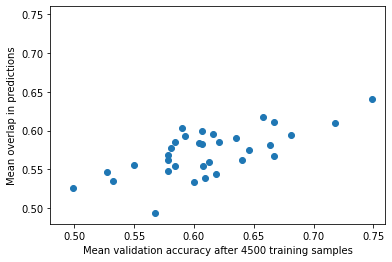 0.75
0.70
0.65
0.60
0.55
0.50
Mean overlap in predictions
0.50 0.55 0.60 0.65 0.70 0.75
Mean validation accuracy after 4500 training samples